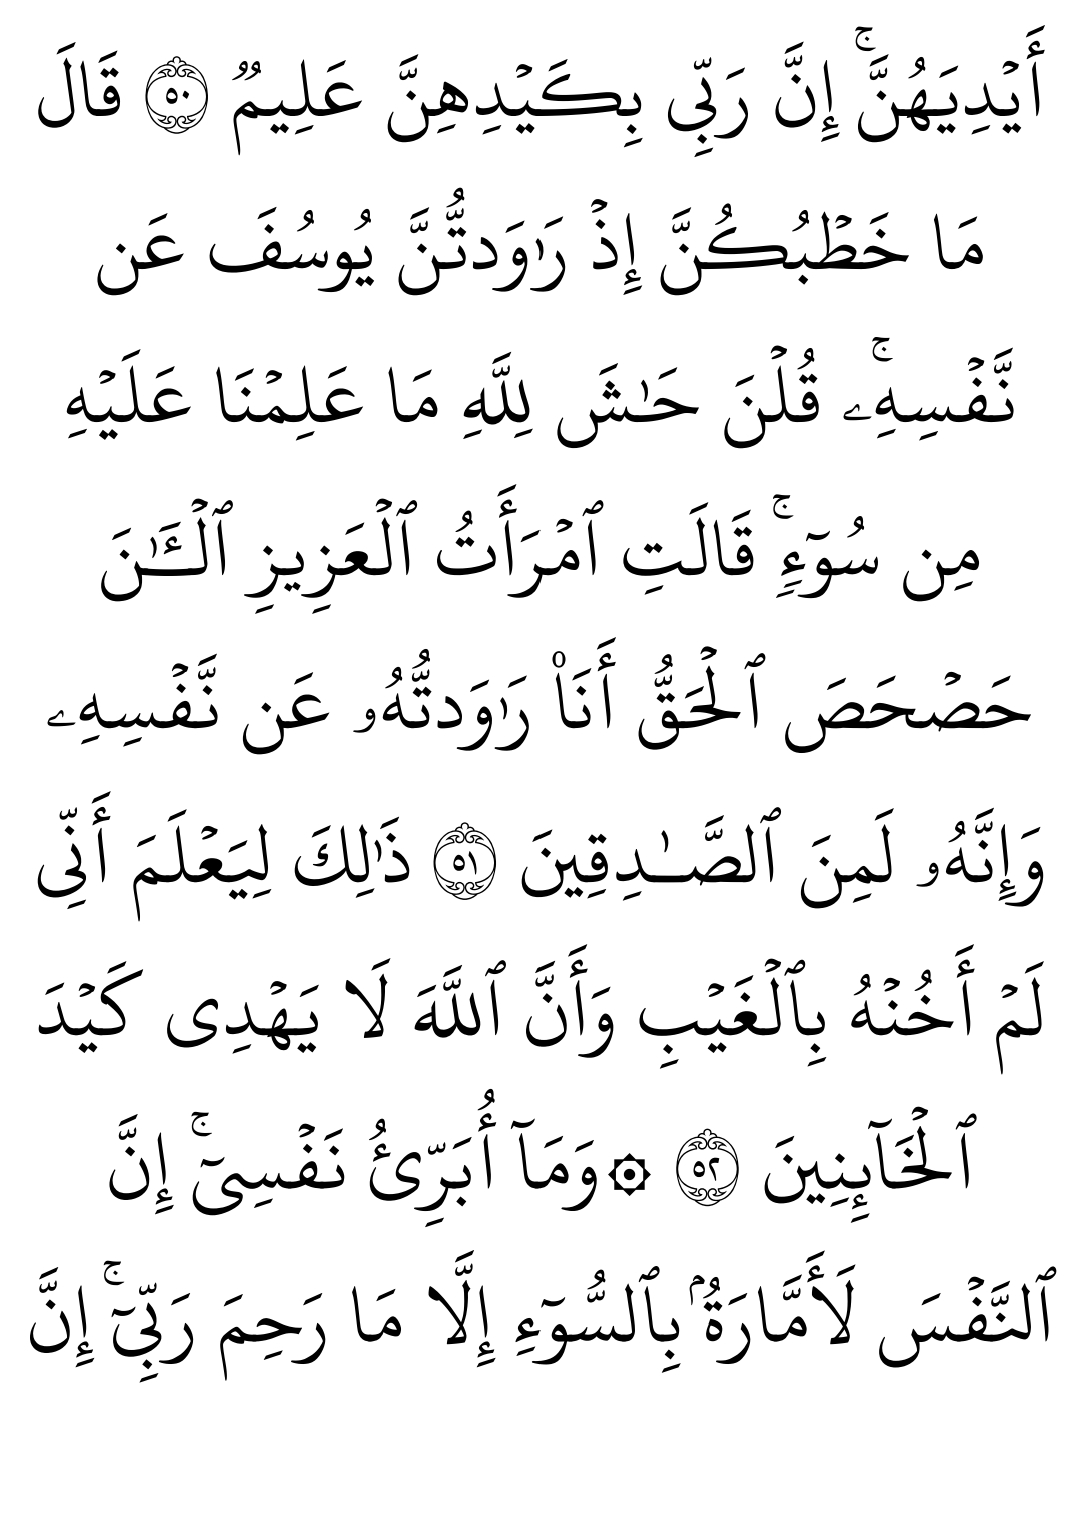 أَيۡدِيَهُنَّۚ إِنَّ رَبِّي بِكَيۡدِهِنَّ عَلِيمٞ ٥٠ قَالَ
مَا خَطۡبُكُنَّ إِذۡ رَٰوَدتُّنَّ يُوسُفَ عَن
نَّفۡسِهِۦۚ قُلۡنَ حَٰشَ لِلَّهِ مَا عَلِمۡنَا عَلَيۡهِ
مِن سُوٓءٖۚ قَالَتِ ٱمۡرَأَتُ ٱلۡعَزِيزِ ٱلۡـَٰٔنَ
حَصۡحَصَ ٱلۡحَقُّ أَنَا۠ رَٰوَدتُّهُۥ عَن نَّفۡسِهِۦ
وَإِنَّهُۥ لَمِنَ ٱلصَّـٰدِقِينَ ٥١ ذَٰلِكَ لِيَعۡلَمَ أَنِّي
لَمۡ أَخُنۡهُ بِٱلۡغَيۡبِ وَأَنَّ ٱللَّهَ لَا يَهۡدِي كَيۡدَ
ٱلۡخَآئِنِينَ ٥٢ ۞ وَمَآ أُبَرِّئُ نَفۡسِيٓۚ إِنَّ
ٱلنَّفۡسَ لَأَمَّارَةُۢ بِٱلسُّوٓءِ إِلَّا مَا رَحِمَ رَبِّيٓۚ إِنَّ